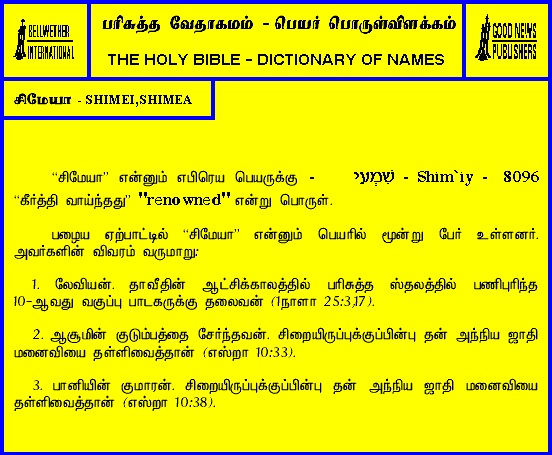 BELLWETHER
INTERNATIONAL
பரிசுத்த வேதாகமம் - பெயர் பொருள்விளக்கம்
THE HOLY BIBLE - DICTIONARY OF NAMES
GOOD NEWS
PUBLISHERS
சிமேயா - SHIMEI,SHIMEA
“சிமேயா” என்னும் எபிரெய பெயருக்கு - שִׁמְעִי - Shim`iy - 8096
“கீர்த்தி வாய்ந்தது” "renowned" என்று பொருள்.
பழைய ஏற்பாட்டில் “சிமேயா” என்னும் பெயரில் மூன்று பேர் உள்ளனர்.
அவர்களின் விவரம் வருமாறு:
1. லேவியன். தாவீதின் ஆட்சிக்காலத்தில் பரிசுத்த ஸ்தலத்தில் பணிபுரிந்த
10-ஆவது வகுப்பு பாடகருக்கு தலைவன் (1நாளா 25:3,17).
2. ஆசூமின் குடும்பத்தை சேர்ந்தவன். சிறையிருப்புக்குப்பின்பு தன் அந்நிய ஜாதி
மனைவியை தள்ளிவைத்தான் (எஸ்றா 10:33).
3. பானியின் குமாரன். சிறையிருப்புக்குப்பின்பு தன் அந்நிய ஜாதி மனைவியை
தள்ளிவைத்தான் (எஸ்றா 10:38).